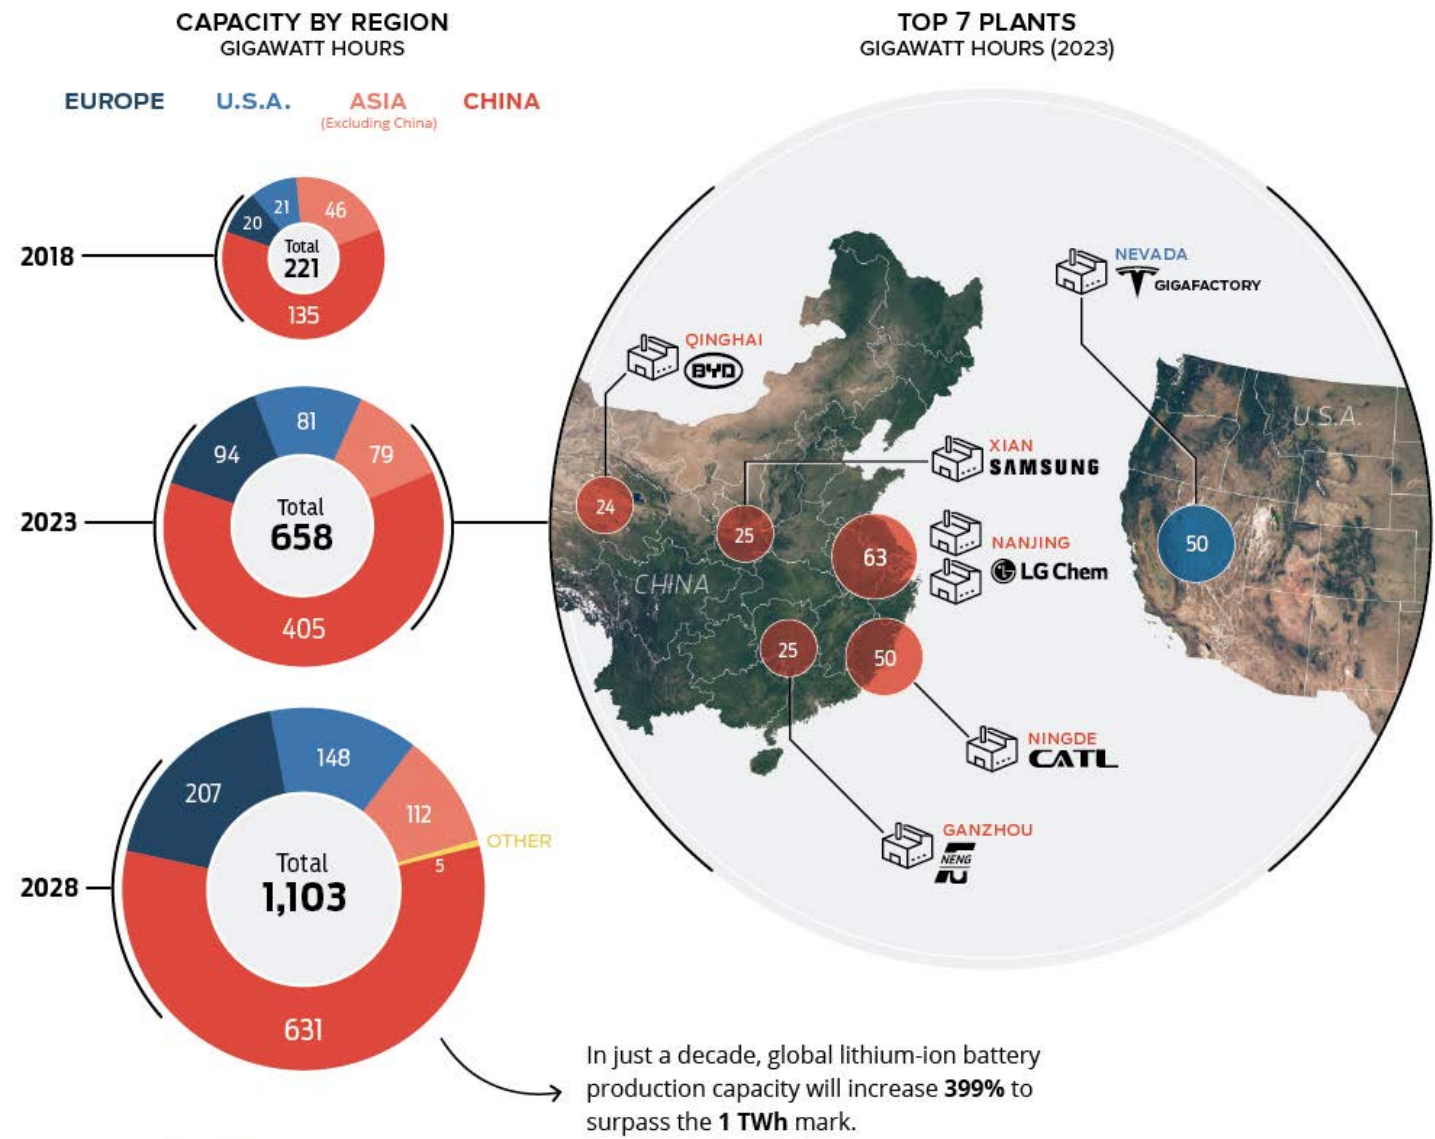 CAPACITY BY REGION
GIGAWATT HOURS
EUROPE
U.S.A.
ASIA
(Excluding China)
CHINA
2018
20
21
46
Total
221
135
2023
94
81
79
Total
658
405
2028
207
148
112
OTHER
5
Total
1,103
631
In just a decade, global lithium-ion battery
production capacity will increase 399% to
surpass the 1 TWh mark.
TOP 7 PLANTS
GIGAWATT HOURS (2023)
NEVADA
GIGAFACTORY
QINGHAI
BYD
U.S.A.
XIAN
SAMSUNG
24
25
63
NANJING
LG Chem
50
CHINA
25
50
NINGDE
CATL
GANZHOU
NENG